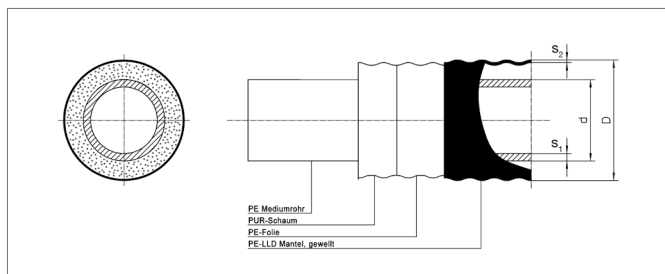 S2
d
D
S1
PE Mediumrohr
PUR-Schaum
PE-Folie
PE-LLD Mantel, gewellt